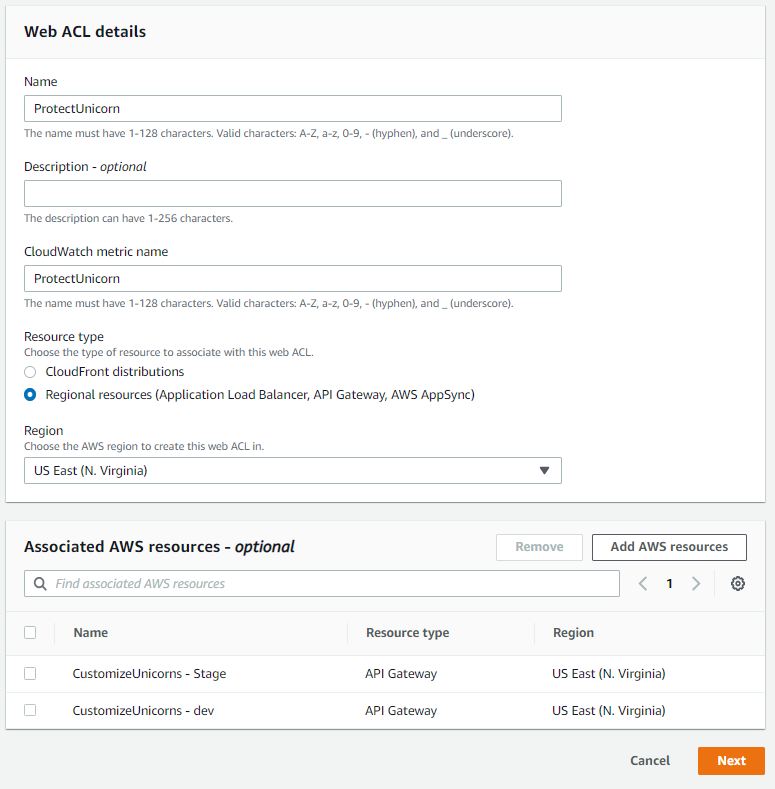 Web ACL details
Name
ProtectUnicorn
The name must have 1-128 characters. Valid characters: A-Z, a-z, 0-9, - (hyphen), and _ (underscore).
Description - optional
The description can have 1-256 characters.
CloudWatch metric name
ProtectUnicorn
The name must have 1-128 characters. Valid characters: A-Z, a-z, 0-9, - (hyphen), and _ (underscore).
Resource type
Choose the type of resource to associate with this web ACL.
CloudFront distributions
Regional resources (Application Load Balancer, API Gateway, AWS AppSync)
Region
Choose the AWS region to create this web ACL in.
US East (N. Virginia)
Associated AWS resources - optional Remove Add AWS resources
Find associated AWS resources 1
Name Resource type Region
CustomizeUnicorns - Stage API Gateway US East (N. Virginia)
CustomizeUnicorns - dev API Gateway US East (N. Virginia)
Cancel Next